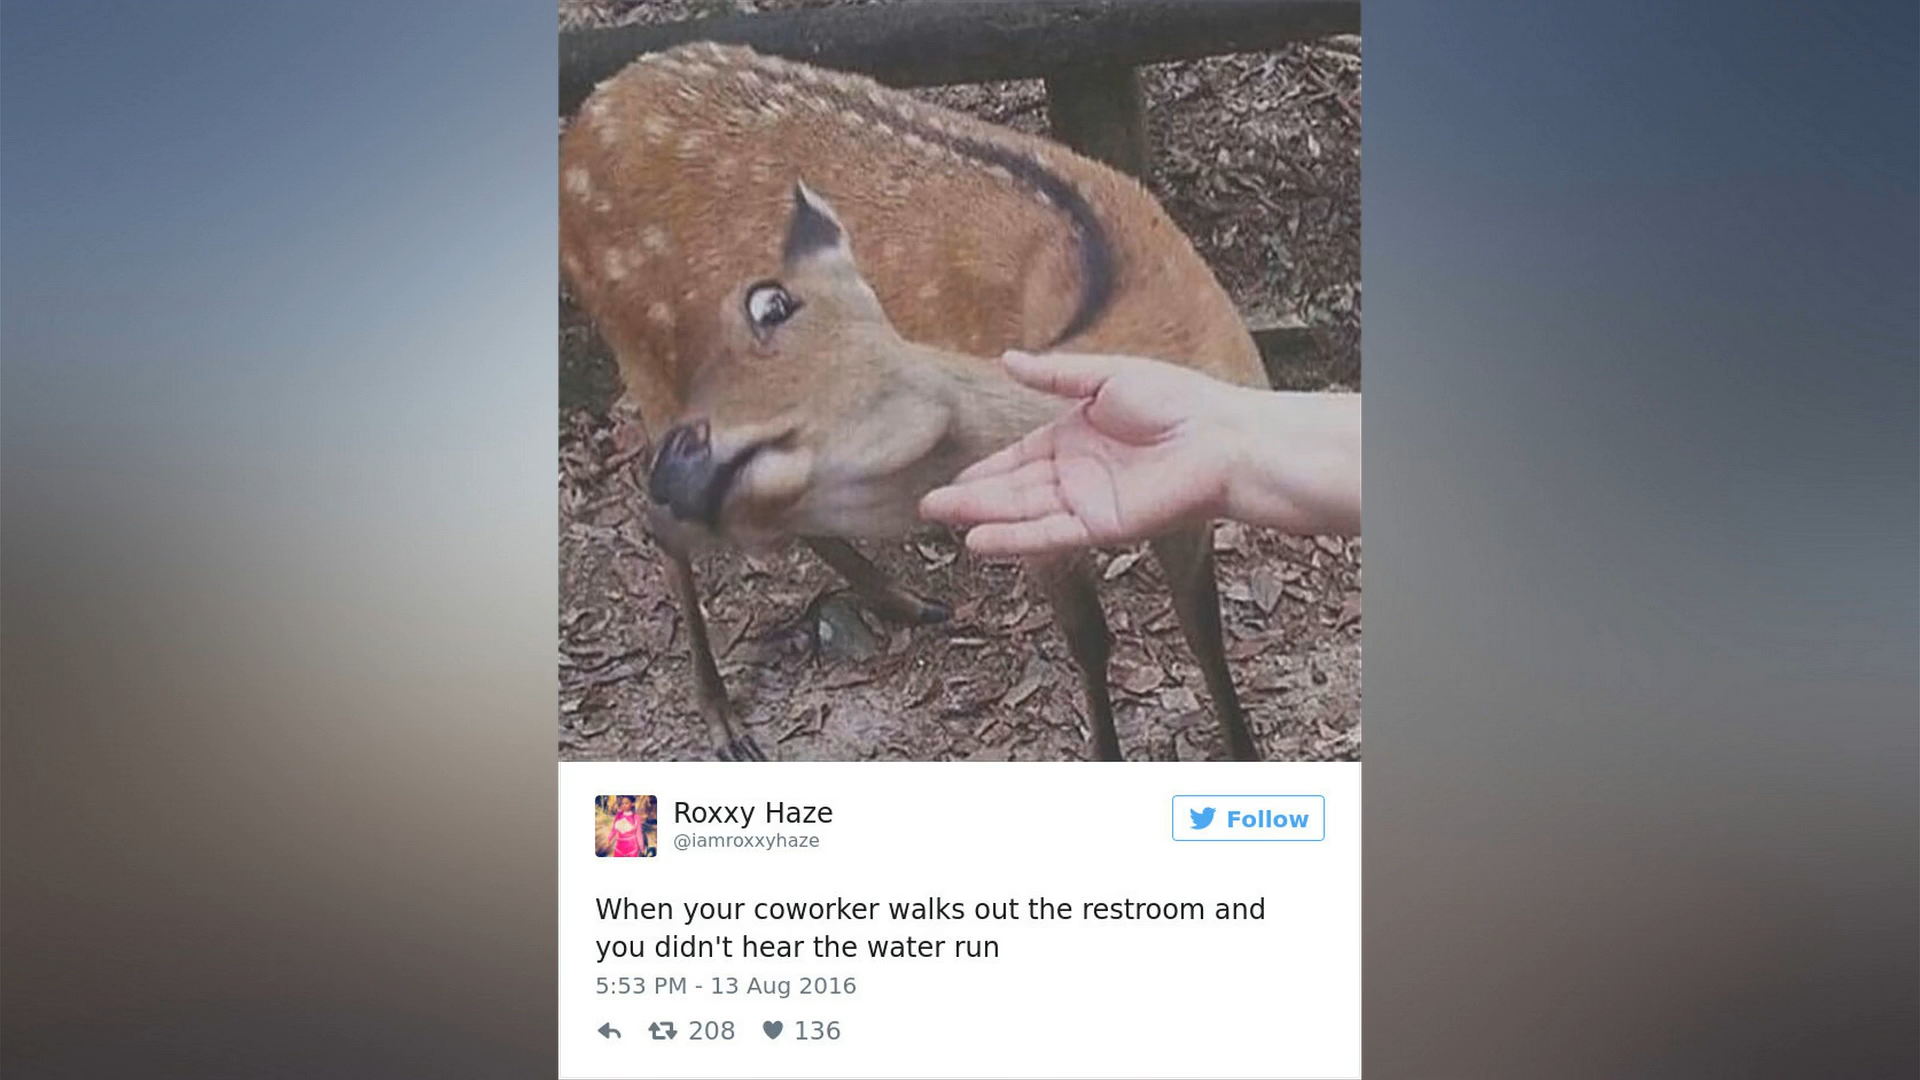 Roxxy Haze
@iamroxxyhaze
Follow
When your coworker walks out the restroom and
you didn't hear the water run
5:53 PM - 13 Aug 2016
208 136